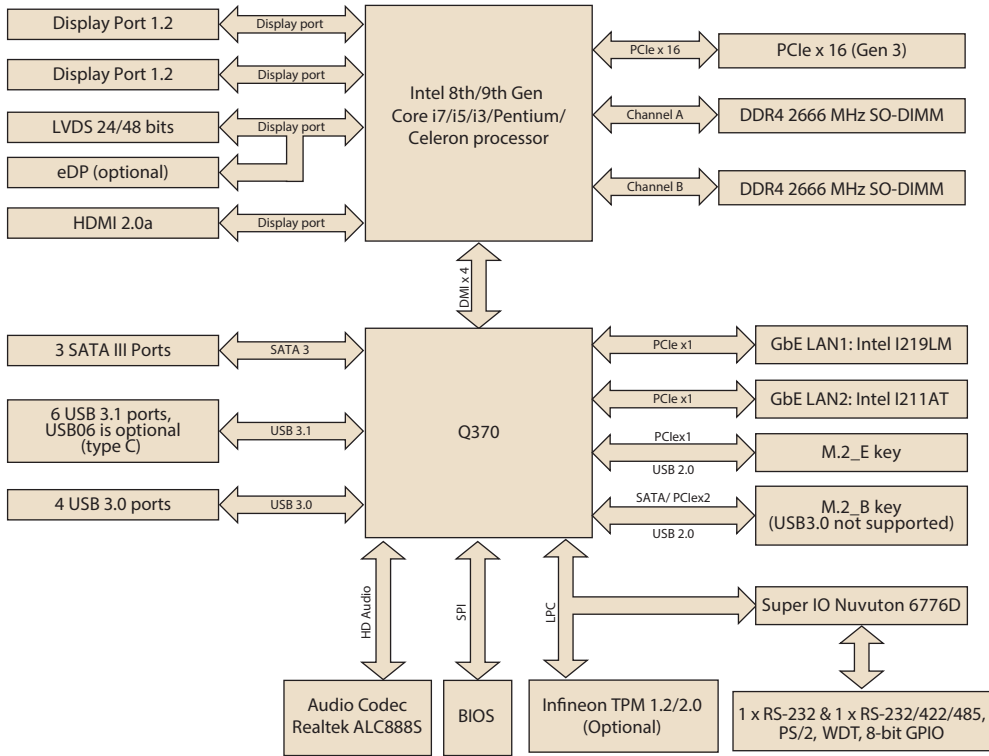 Display Port 1.2
Display port
Display Port 1.2
Display port
LVDS 24/48 bits
Display port
eDP (optional)
HDMI 2.0a
Display port
Intel 8th/9th Gen
Core i7/i5/i3/Pentium/
Celeron processor
PCIe x 16
PCIe x 16 (Gen 3)
Channel A
DDR4 2666 MHz SO-DIMM
Channel B
DDR4 2666 MHz SO-DIMM
DMI x 4
3 SATA III Ports
SATA 3
6 USB 3.1 ports,
USB06 is optional
(type C)
USB 3.1
4 USB 3.0 ports
USB 3.0
Q370
PCIe x1
GbE LAN1: Intel I219LM
PCIe x1
GbE LAN2: Intel I211AT
PCIex1
USB 2.0
M.2_E key
SATA/ PCIex2
USB 2.0
M.2_B key
(USB3.0 not supported)
HD Audio
SPI
LPC
Super IO Nuvuton 6776D
Audio Codec
Realtek ALC888S
BIOS
Infineon TPM 1.2/2.0
(Optional)
1 x RS-232 & 1 x RS-232/422/485,
PS/2, WDT, 8-bit GPIO